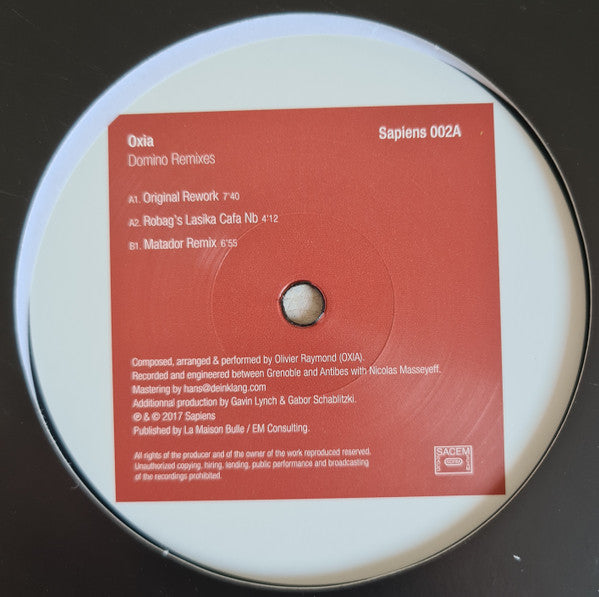 Oxia
Sapiens 002A
Domino Remixes
A1. Original Rework 7'40
A2. Robag's Lasika Cafa Nb 4'12
B1. Matador Remix 6'55
Composed, arranged & performed by Olivier Raymond (OXIA).
Recorded and engineered between Grenoble and Antibes with Nicolas Masseyeff.
Mastering by hans@deinklang.com
Additionnal production by Gavin Lynch & Gabor Schablitzki.
℗ & © 2017 Sapiens
Published by La Maison Bulle / EM Consulting.
All rights of the producer and of the owner of the work reproduced reserved.
Unauthorized copying, hiring, lending, public performance and broadcasting
of the recordings prohibited.
SACEM